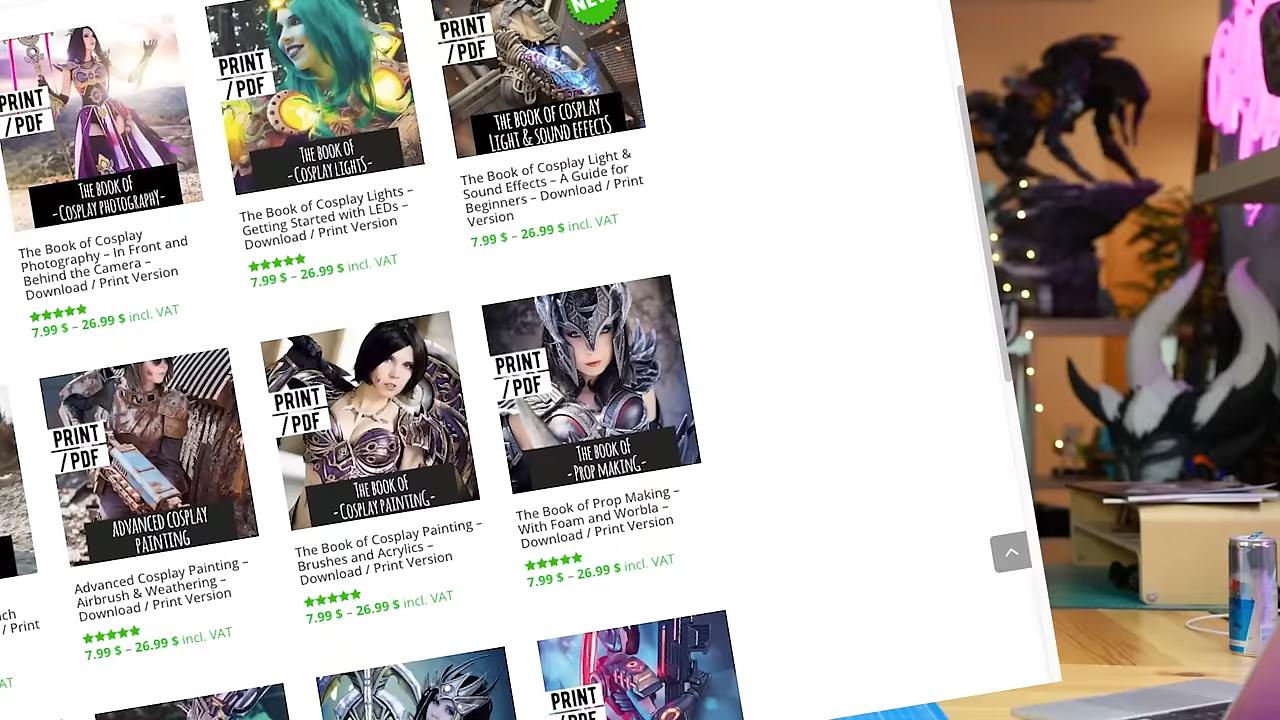 PRINT
/PDF
THE BOOK OF
-COSPLAY PHOTOGRAPHY-
The Book of Cosplay
Photography – In Front and
Behind the Camera –
Download / Print Version
7.99 $ – 26.99 $ incl. VAT
PRINT
/PDF
THE BOOK OF
-COSPLAY LIGHTS-
The Book of Cosplay Lights –
Getting Started with LEDs –
Download / Print Version
7.99 $ – 26.99 $ incl. VAT
NEW
PRINT
/PDF
THE BOOK OF COSPLAY
LIGHT & SOUND EFFECTS
The Book of Cosplay Light &
Sound Effects – A Guide for
Beginners – Download / Print
Version
7.99 $ – 26.99 $ incl. VAT
/ Print
PRINT
/PDF
ADVANCED COSPLAY
PAINTING
Advanced Cosplay Painting –
Airbrush & Weathering –
Download / Print Version
7.99 $ – 26.99 $ incl. VAT
PRINT
/PDF
THE BOOK OF
-COSPLAY PAINTING-
The Book of Cosplay Painting –
Brushes and Acrylics –
Download / Print Version
7.99 $ – 26.99 $ incl. VAT
PRINT
/PDF
THE BOOK OF
-PROP MAKING-
The Book of Prop Making –
With Foam and Worbla –
Download / Print Version
7.99 $ – 26.99 $ incl. VAT
PRINT
/PDF